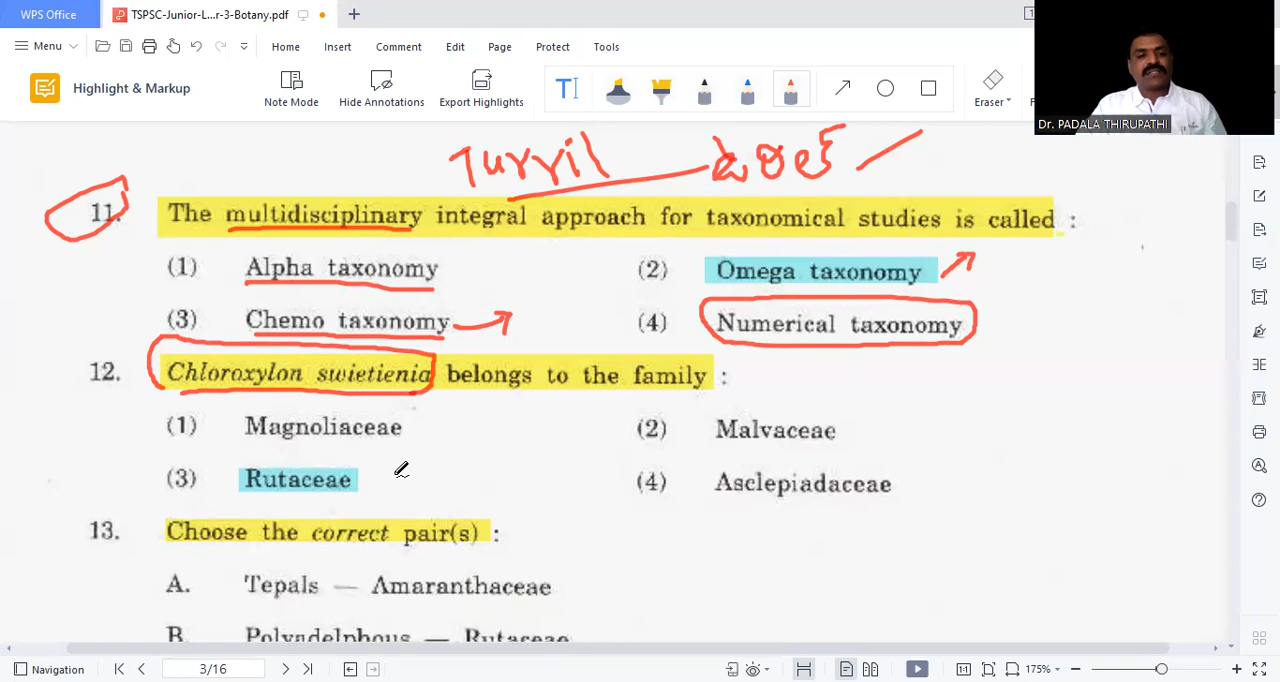 WPS Office
TSPSC-Junior-L...r-3-Botany.pdf
Menu
Home Insert Comment Edit Page Protect Tools
Highlight & Markup
Note Mode Hide Annotations Export Highlights Eraser
Dr. PADALA THIRUPATHI
Turril
11. The multidisciplinary integral approach for taxonomical studies is called :
(1) Alpha taxonomy (2) Omega taxonomy
(3) Chemo taxonomy (4) Numerical taxonomy
12. Chloroxylon swietienia belongs to the family :
(1) Magnoliaceae (2) Malvaceae
(3) Rutaceae (4) Asclepiadaceae
13. Choose the correct pair(s) :
A. Tepals — Amaranthaceae
B. Polyadelphous — Rutaceae
Navigation 3/16 175%